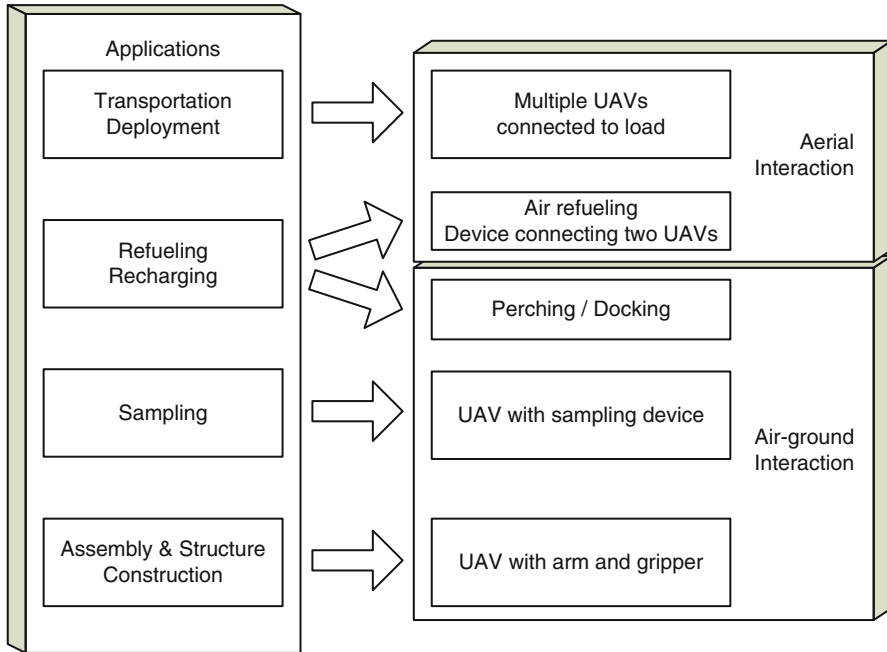 Applications
Transportation
Deployment
Refueling
Recharging
Sampling
Assembly & Structure
Construction
Multiple UAVs
connected to load
Air refueling
Device connecting two UAVs
Aerial
Interaction
Perching / Docking
UAV with sampling device
UAV with arm and gripper
Air-ground
Interaction